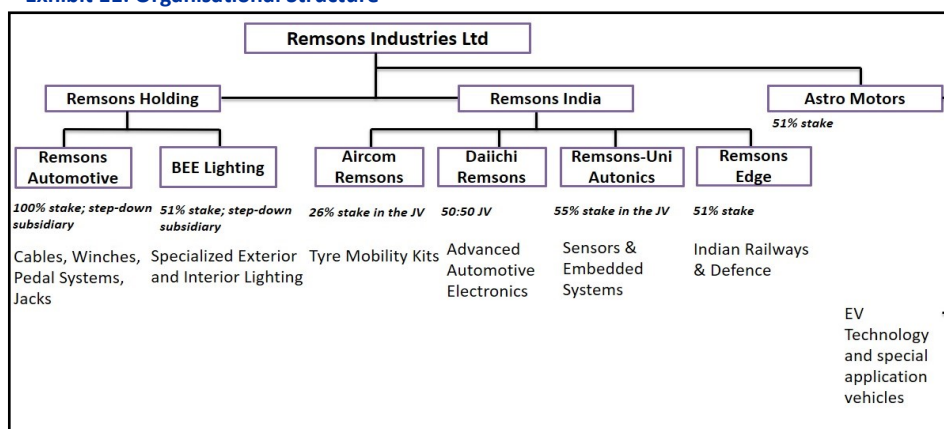 Exhibit 11: Organisational Structure
Remsons Industries Ltd
Remsons Holding
Remsons India
Astro Motors
51% stake
Remsons
Automotive
BEE Lighting
Aircom
Remsons
Daiichi
Remsons
Remsons-Uni
Autonics
Remsons
Edge
100% stake; step-down
subsidiary
51% stake; step-down
subsidiary
26% stake in the JV
50:50 JV
55% stake in the JV
51% stake
Cables, Winches,
Pedal Systems,
Jacks
Specialized Exterior
and Interior Lighting
Tyre Mobility Kits
Advanced
Automotive
Electronics
Sensors &
Embedded
Systems
Indian Railways
& Defence
EV
Technology
and special
application
vehicles